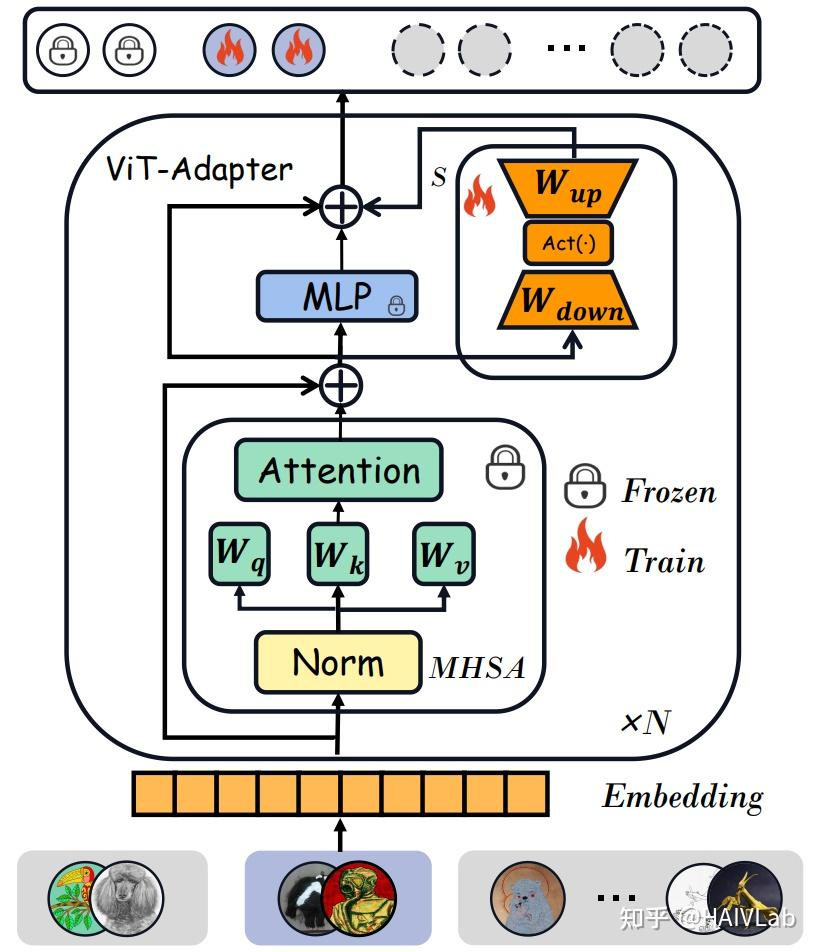 ViT-Adapter
S
W_up
Act(·)
W_down
MLP
Attention
W_q W_k W_v
Norm
MHSA
Frozen
Train
×N
Embedding
知乎 @HAIVLab